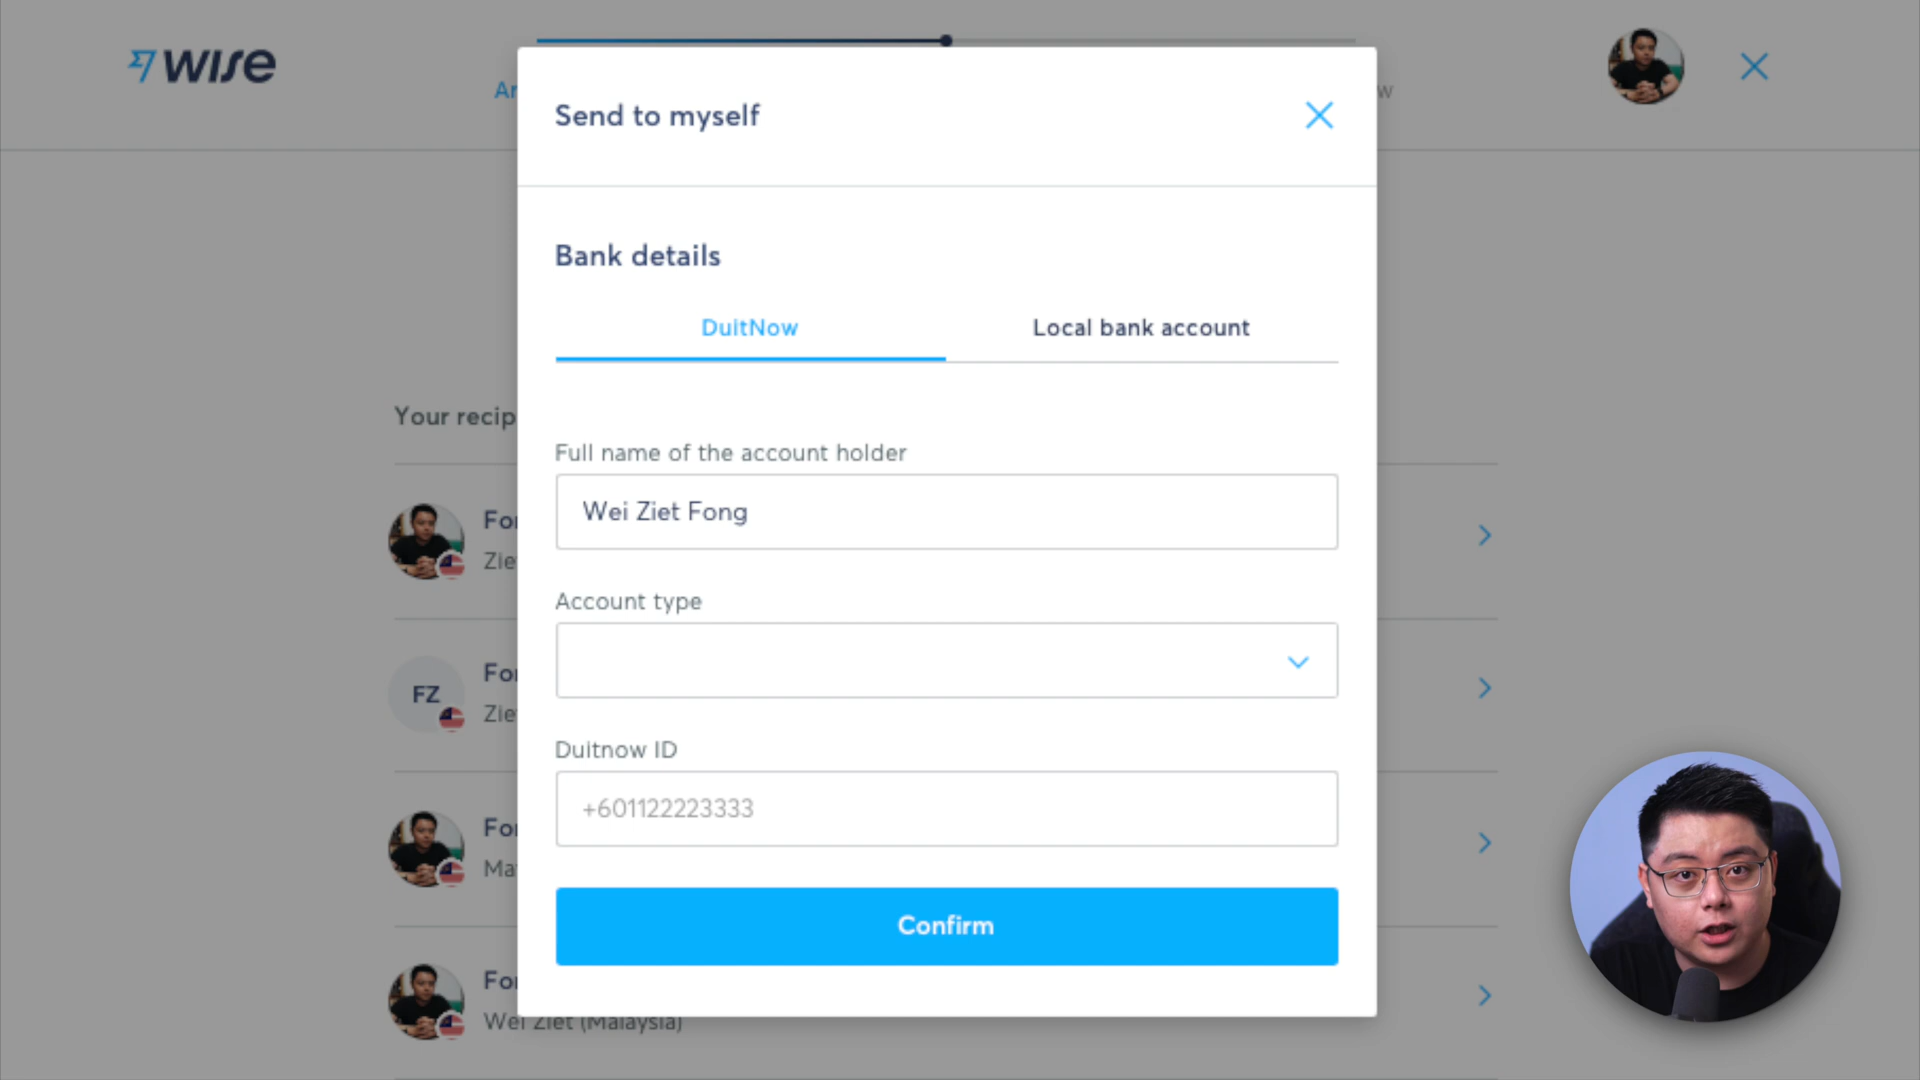 wise
Send to myself
Bank details
DuitNow
Local bank account
Your recip
Full name of the account holder
Wei Ziet Fong
Account type
FZ
Duitnow ID
+601122223333
Confirm
Wei Ziet (Malaysia)